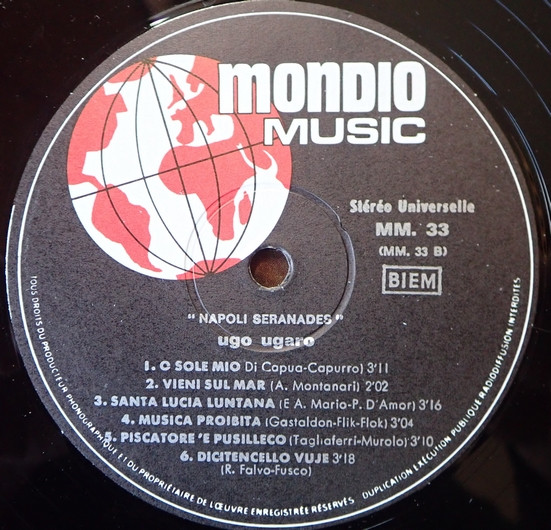 MONDIO
MUSIC
Stéréo Universelle
MM. 33
(MM. 33 B)
BIEM
" NAPOLI SERANADES "
ugo ugaro
1. O SOLE MIO Di Capua-Capurro) 3'11
2. VIENI SUL MAR (A. Montanari) 2'02
3. SANTA LUCIA LUNTANA (E A. Mario-P. D'Amor) 3'16
4. MUSICA PROIBITA (Gastaldon-Flik-Flok) 3'04
5. PISCATORE 'E PUSILLECO (Tagliaferri-Murolo) 3'10
6. DICITENCELLO VUJE 3'18
(R. Falvo-Fusco)
TOUS DROITS DU PRODUCTEUR PHONOGRAPHIQUE ET DU PROPRIÉTAIRE DE L'ŒUVRE ENREGISTRÉE RÉSERVÉS DUPLICATION EXÉCUTION PUBLIQUE RADIODIFFUSION INTERDITES